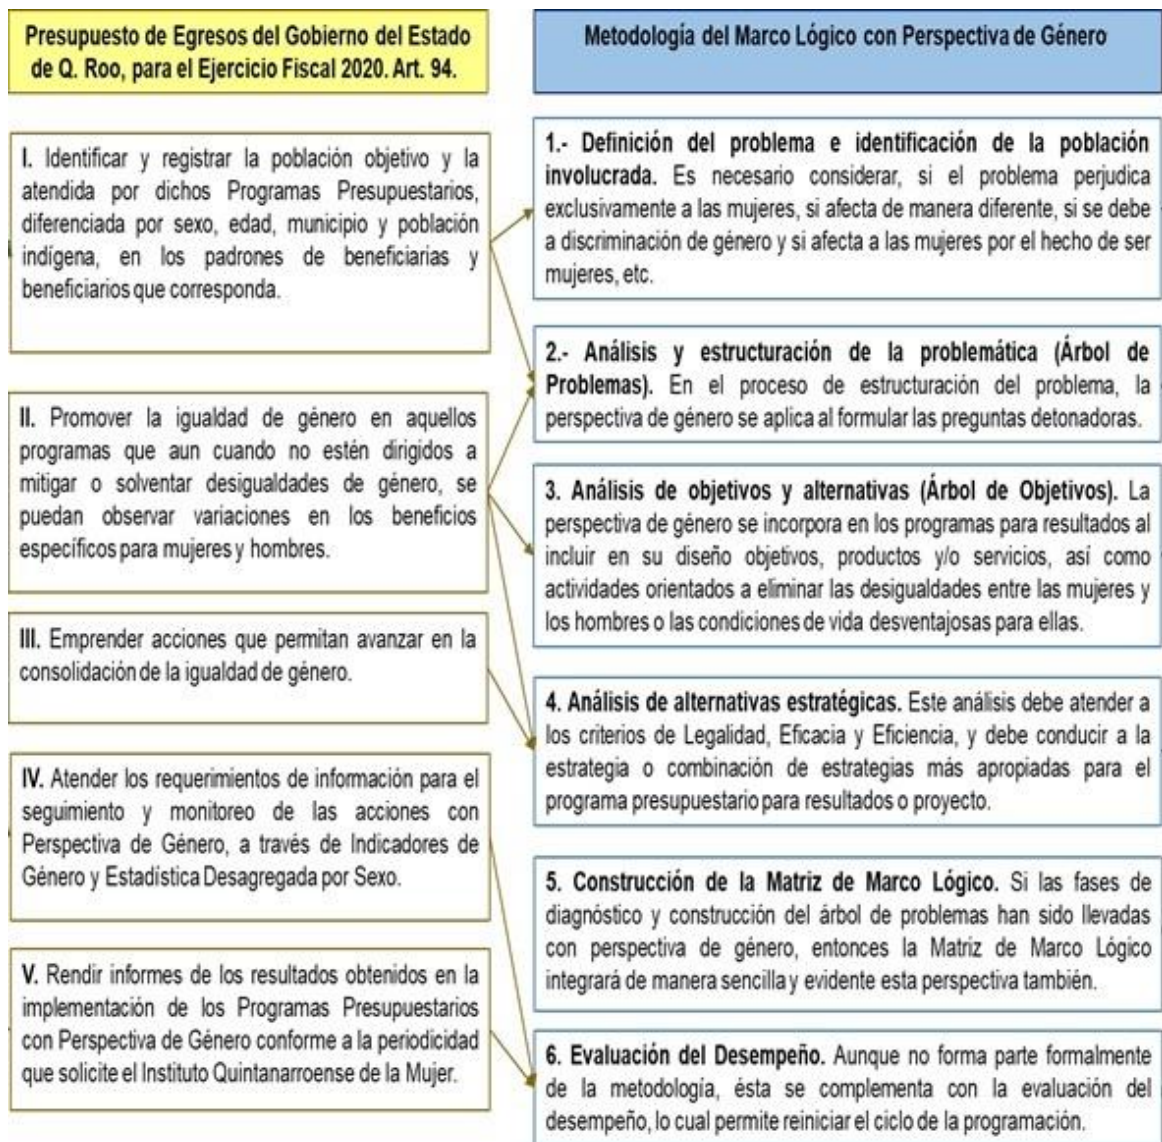 Presupuesto de Egresos del Gobierno del Estado
de Q. Roo, para el Ejercicio Fiscal 2020. Art. 94.
I. Identificar y registrar la población objetivo y la
atendida por dichos Programas Presupuestarios,
diferenciada por sexo, edad, municipio y población
indígena, en los padrones de beneficiarias y
beneficiarios que corresponda.
II. Promover la igualdad de género en aquellos
programas que aun cuando no estén dirigidos a
mitigar o solventar desigualdades de género, se
puedan observar variaciones en los beneficios
específicos para mujeres y hombres.
III. Emprender acciones que permitan avanzar en la
consolidación de la igualdad de género.
IV. Atender los requerimientos de información para el
seguimiento y monitoreo de las acciones con
Perspectiva de Género, a través de Indicadores de
Género y Estadística Desagregada por Sexo.
V. Rendir informes de los resultados obtenidos en la
implementación de los Programas Presupuestarios
con Perspectiva de Género conforme a la periodicidad
que solicite el Instituto Quintanarroense de la Mujer.
Metodología del Marco Lógico con Perspectiva de Género
1.- Definición del problema e identificación de la población
involucrada. Es necesario considerar, si el problema perjudica
exclusivamente a las mujeres, si afecta de manera diferente, si se debe
a discriminación de género y si afecta a las mujeres por el hecho de ser
mujeres, etc.
2.- Análisis y estructuración de la problemática (Árbol de
Problemas). En el proceso de estructuración del problema, la
perspectiva de género se aplica al formular las preguntas detonadoras.
3. Análisis de objetivos y alternativas (Árbol de Objetivos). La
perspectiva de género se incorpora en los programas para resultados al
incluir en su diseño objetivos, productos y/o servicios, así como
actividades orientados a eliminar las desigualdades entre las mujeres y
los hombres o las condiciones de vida desventajosas para ellas.
4. Análisis de alternativas estratégicas. Este análisis debe atender a
los criterios de Legalidad, Eficacia y Eficiencia, y debe conducir a la
estrategia o combinación de estrategias más apropiadas para el
programa presupuestario para resultados o proyecto.
5. Construcción de la Matriz de Marco Lógico. Si las fases de
diagnóstico y construcción del árbol de problemas han sido llevadas
con perspectiva de género, entonces la Matriz de Marco Lógico
integrará de manera sencilla y evidente esta perspectiva también.
6. Evaluación del Desempeño. Aunque no forma parte formalmente
de la metodología, ésta se complementa con la evaluación del
desempeño, lo cual permite reiniciar el ciclo de la programación.